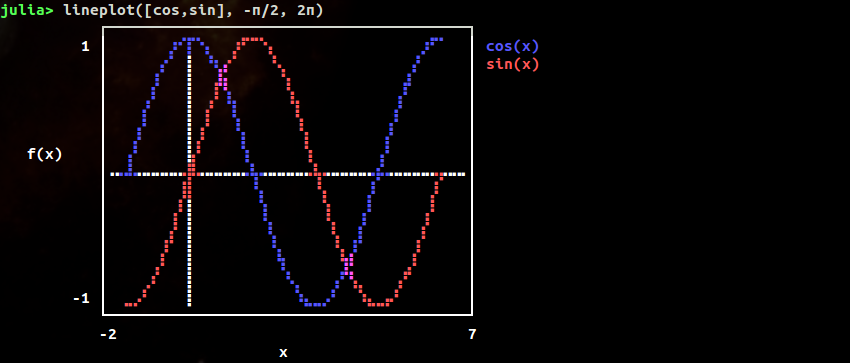 julia> lineplot([cos,sin], -π/2, 2π)
1
cos(x)
sin(x)
f(x)
-1
-2
7
x